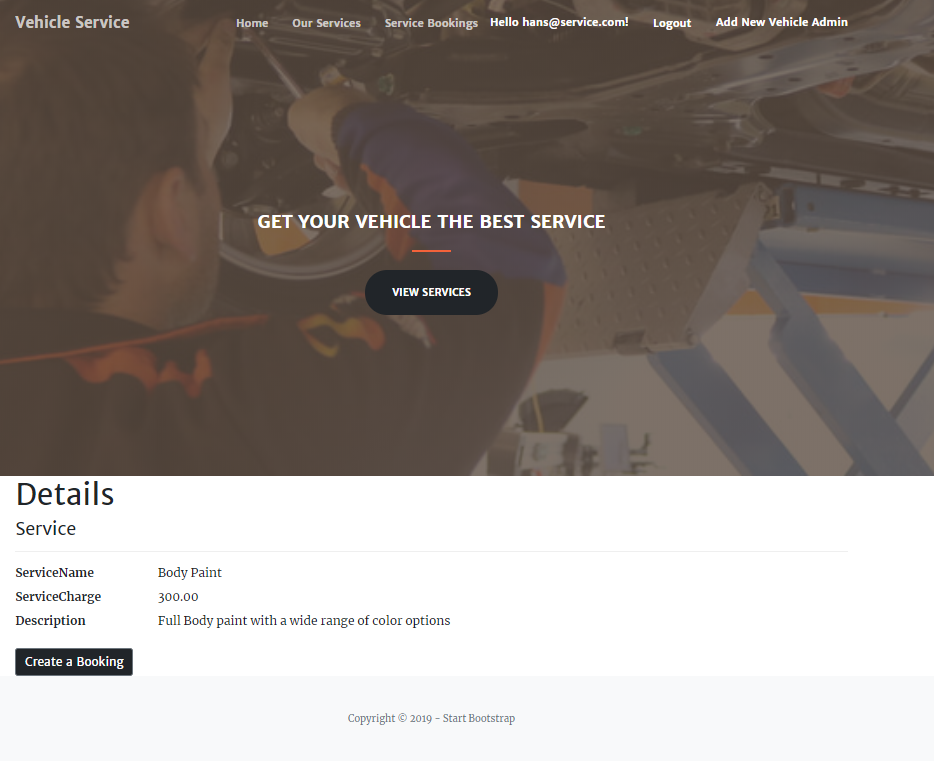 Vehicle Service Home Our Services Service Bookings Hello hans@service.com! Logout Add New Vehicle Admin
GET YOUR VEHICLE THE BEST SERVICE
VIEW SERVICES
Details
Service
ServiceName Body Paint
ServiceCharge 300.00
Description Full Body paint with a wide range of color options
Create a Booking
Copyright © 2019 - Start Bootstrap